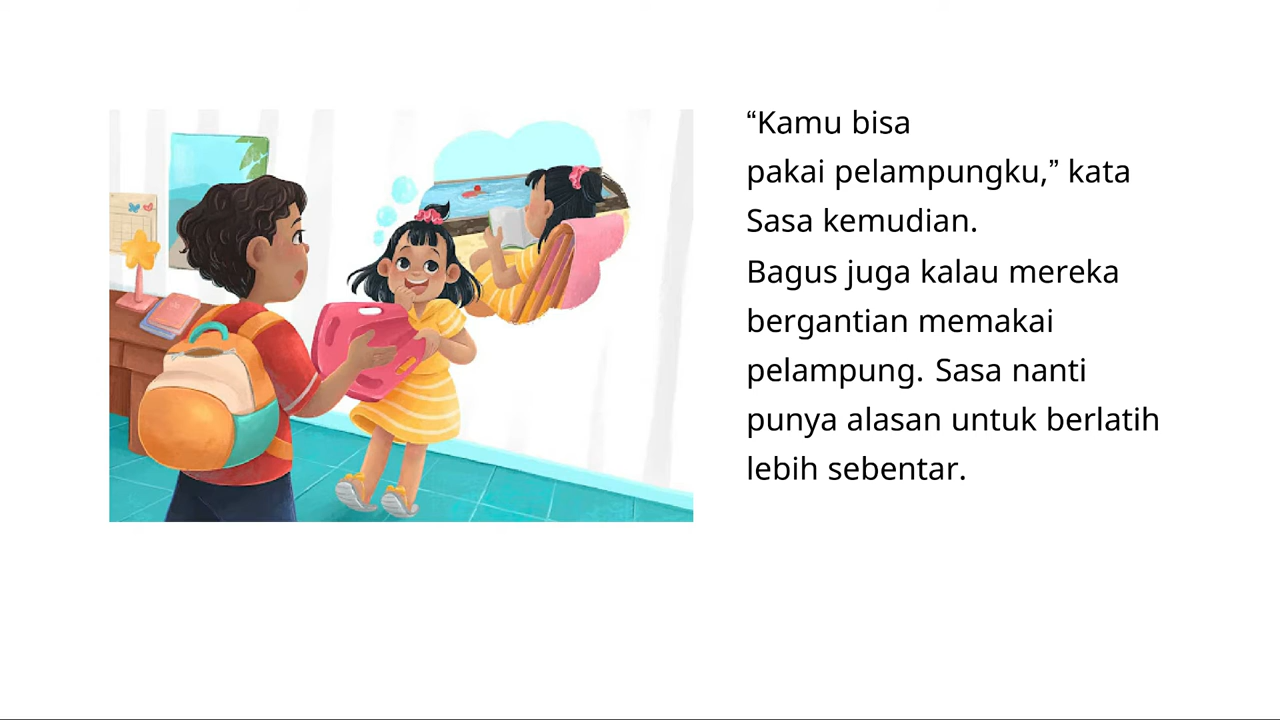 “Kamu bisa
pakai pelampungku,” kata
Sasa kemudian.
Bagus juga kalau mereka
bergantian memakai
pelampung. Sasa nanti
punya alasan untuk berlatih
lebih sebentar.